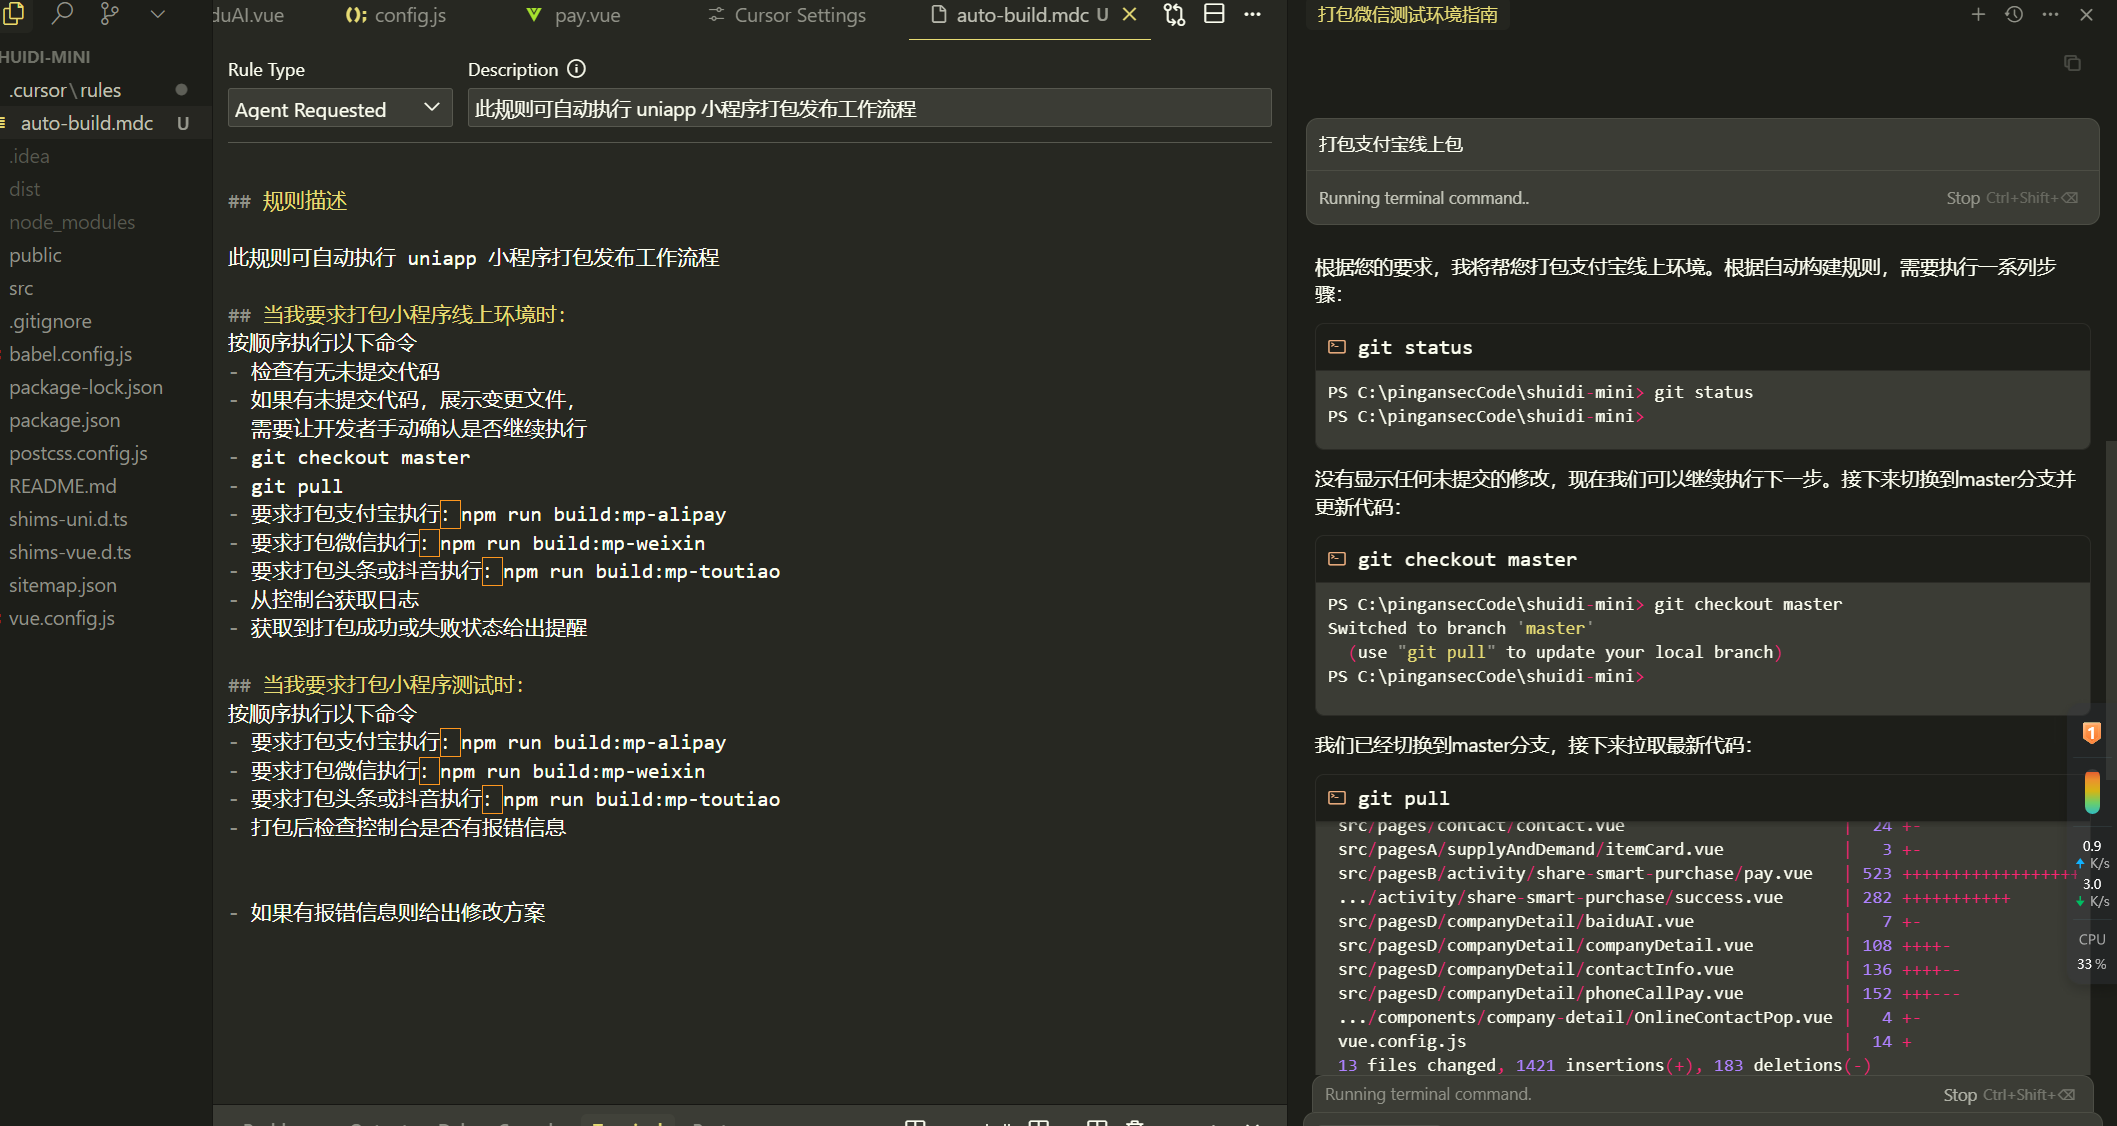 duAI.vue
config.js
pay.vue
Cursor Settings
auto-build.mdc U
HUIDI-MINI
.cursor\rules
auto-build.mdc U
.idea
dist
node_modules
public
src
.gitignore
babel.config.js
package-lock.json
package.json
postcss.config.js
README.md
shims-uni.d.ts
shims-vue.d.ts
sitemap.json
vue.config.js
Rule Type
Description
Agent Requested
此规则可自动执行 uniapp 小程序打包发布工作流程
## 规则描述
此规则可自动执行 uniapp 小程序打包发布工作流程
## 当我要求打包小程序线上环境时：
按顺序执行以下命令
- 检查有无未提交代码
- 如果有未提交代码，展示变更文件，
需要让开发者手动确认是否继续执行
- git checkout master
- git pull
- 要求打包支付宝执行：npm run build:mp-alipay
- 要求打包微信执行：npm run build:mp-weixin
- 要求打包头条或抖音执行：npm run build:mp-toutiao
- 从控制台获取日志
- 获取到打包成功或失败状态给出提醒
## 当我要求打包小程序测试时：
按顺序执行以下命令
- 要求打包支付宝执行：npm run build:mp-alipay
- 要求打包微信执行：npm run build:mp-weixin
- 要求打包头条或抖音执行：npm run build:mp-toutiao
- 打包后检查控制台是否有报错信息
- 如果有报错信息则给出修改方案
打包微信测试环境指南
打包支付宝线上包
Running terminal command..
Stop Ctrl+Shift+⌫
根据您的要求，我将帮您打包支付宝线上环境。根据自动构建规则，需要执行一系列步
骤：
git status
PS C:\pingansecCode\shuidi-mini> git status
PS C:\pingansecCode\shuidi-mini>
没有显示任何未提交的修改，现在我们可以继续执行下一步。接下来切换到master分支并
更新代码：
git checkout master
PS C:\pingansecCode\shuidi-mini> git checkout master
Switched to branch 'master'
(use "git pull" to update your local branch)
PS C:\pingansecCode\shuidi-mini>
我们已经切换到master分支，接下来拉取最新代码：
git pull
src/pages/contact/contact.vue | 24 +-
src/pagesA/supplyAndDemand/itemCard.vue | 3 +-
src/pagesB/activity/share-smart-purchase/pay.vue | 523 ++++++++++++++++++
.../activity/share-smart-purchase/success.vue | 282 +++++++++++
src/pagesD/companyDetail/baiduAI.vue | 7 +-
src/pagesD/companyDetail/companyDetail.vue | 108 ++++-
src/pagesD/companyDetail/contactInfo.vue | 136 ++++--
src/pagesD/companyDetail/phoneCallPay.vue | 152 +++---
.../components/company-detail/OnlineContactPop.vue | 4 +-
vue.config.js | 14 +
13 files changed, 1421 insertions(+), 183 deletions(-)
Running terminal command.
Stop Ctrl+Shift+⌫
1
0.9
K/s
3.0
K/s
CPU
33 %